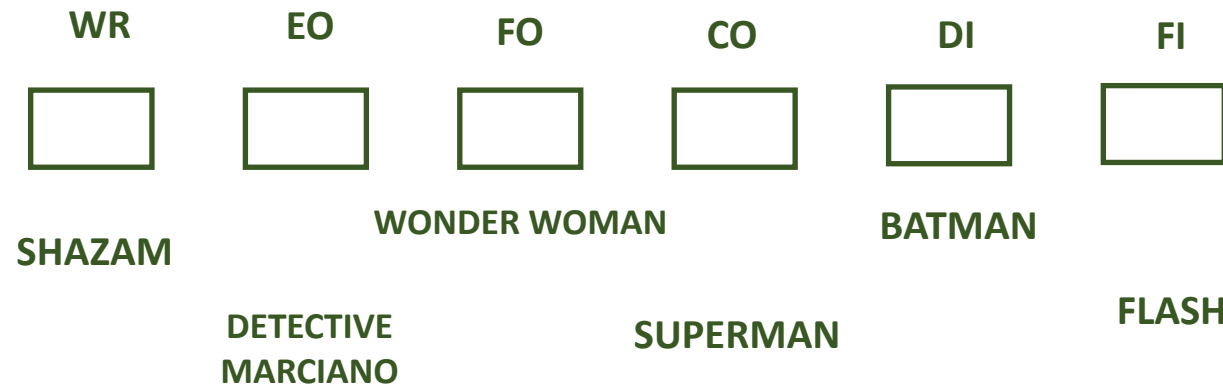 WR EO FO CO DI FI
WONDER WOMAN BATMAN
SHAZAM
FLASH
DETECTIVE SUPERMAN
MARCIANO